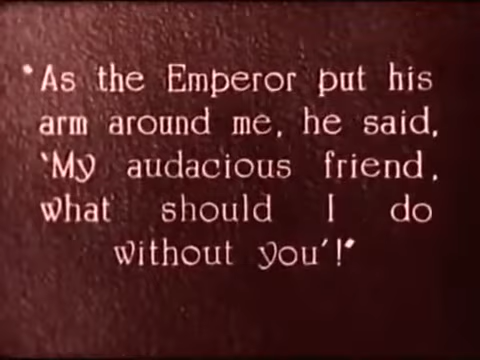 "As the Emperor put his
arm around me, he said,
'My audacious friend,
what should I do
without you'!"